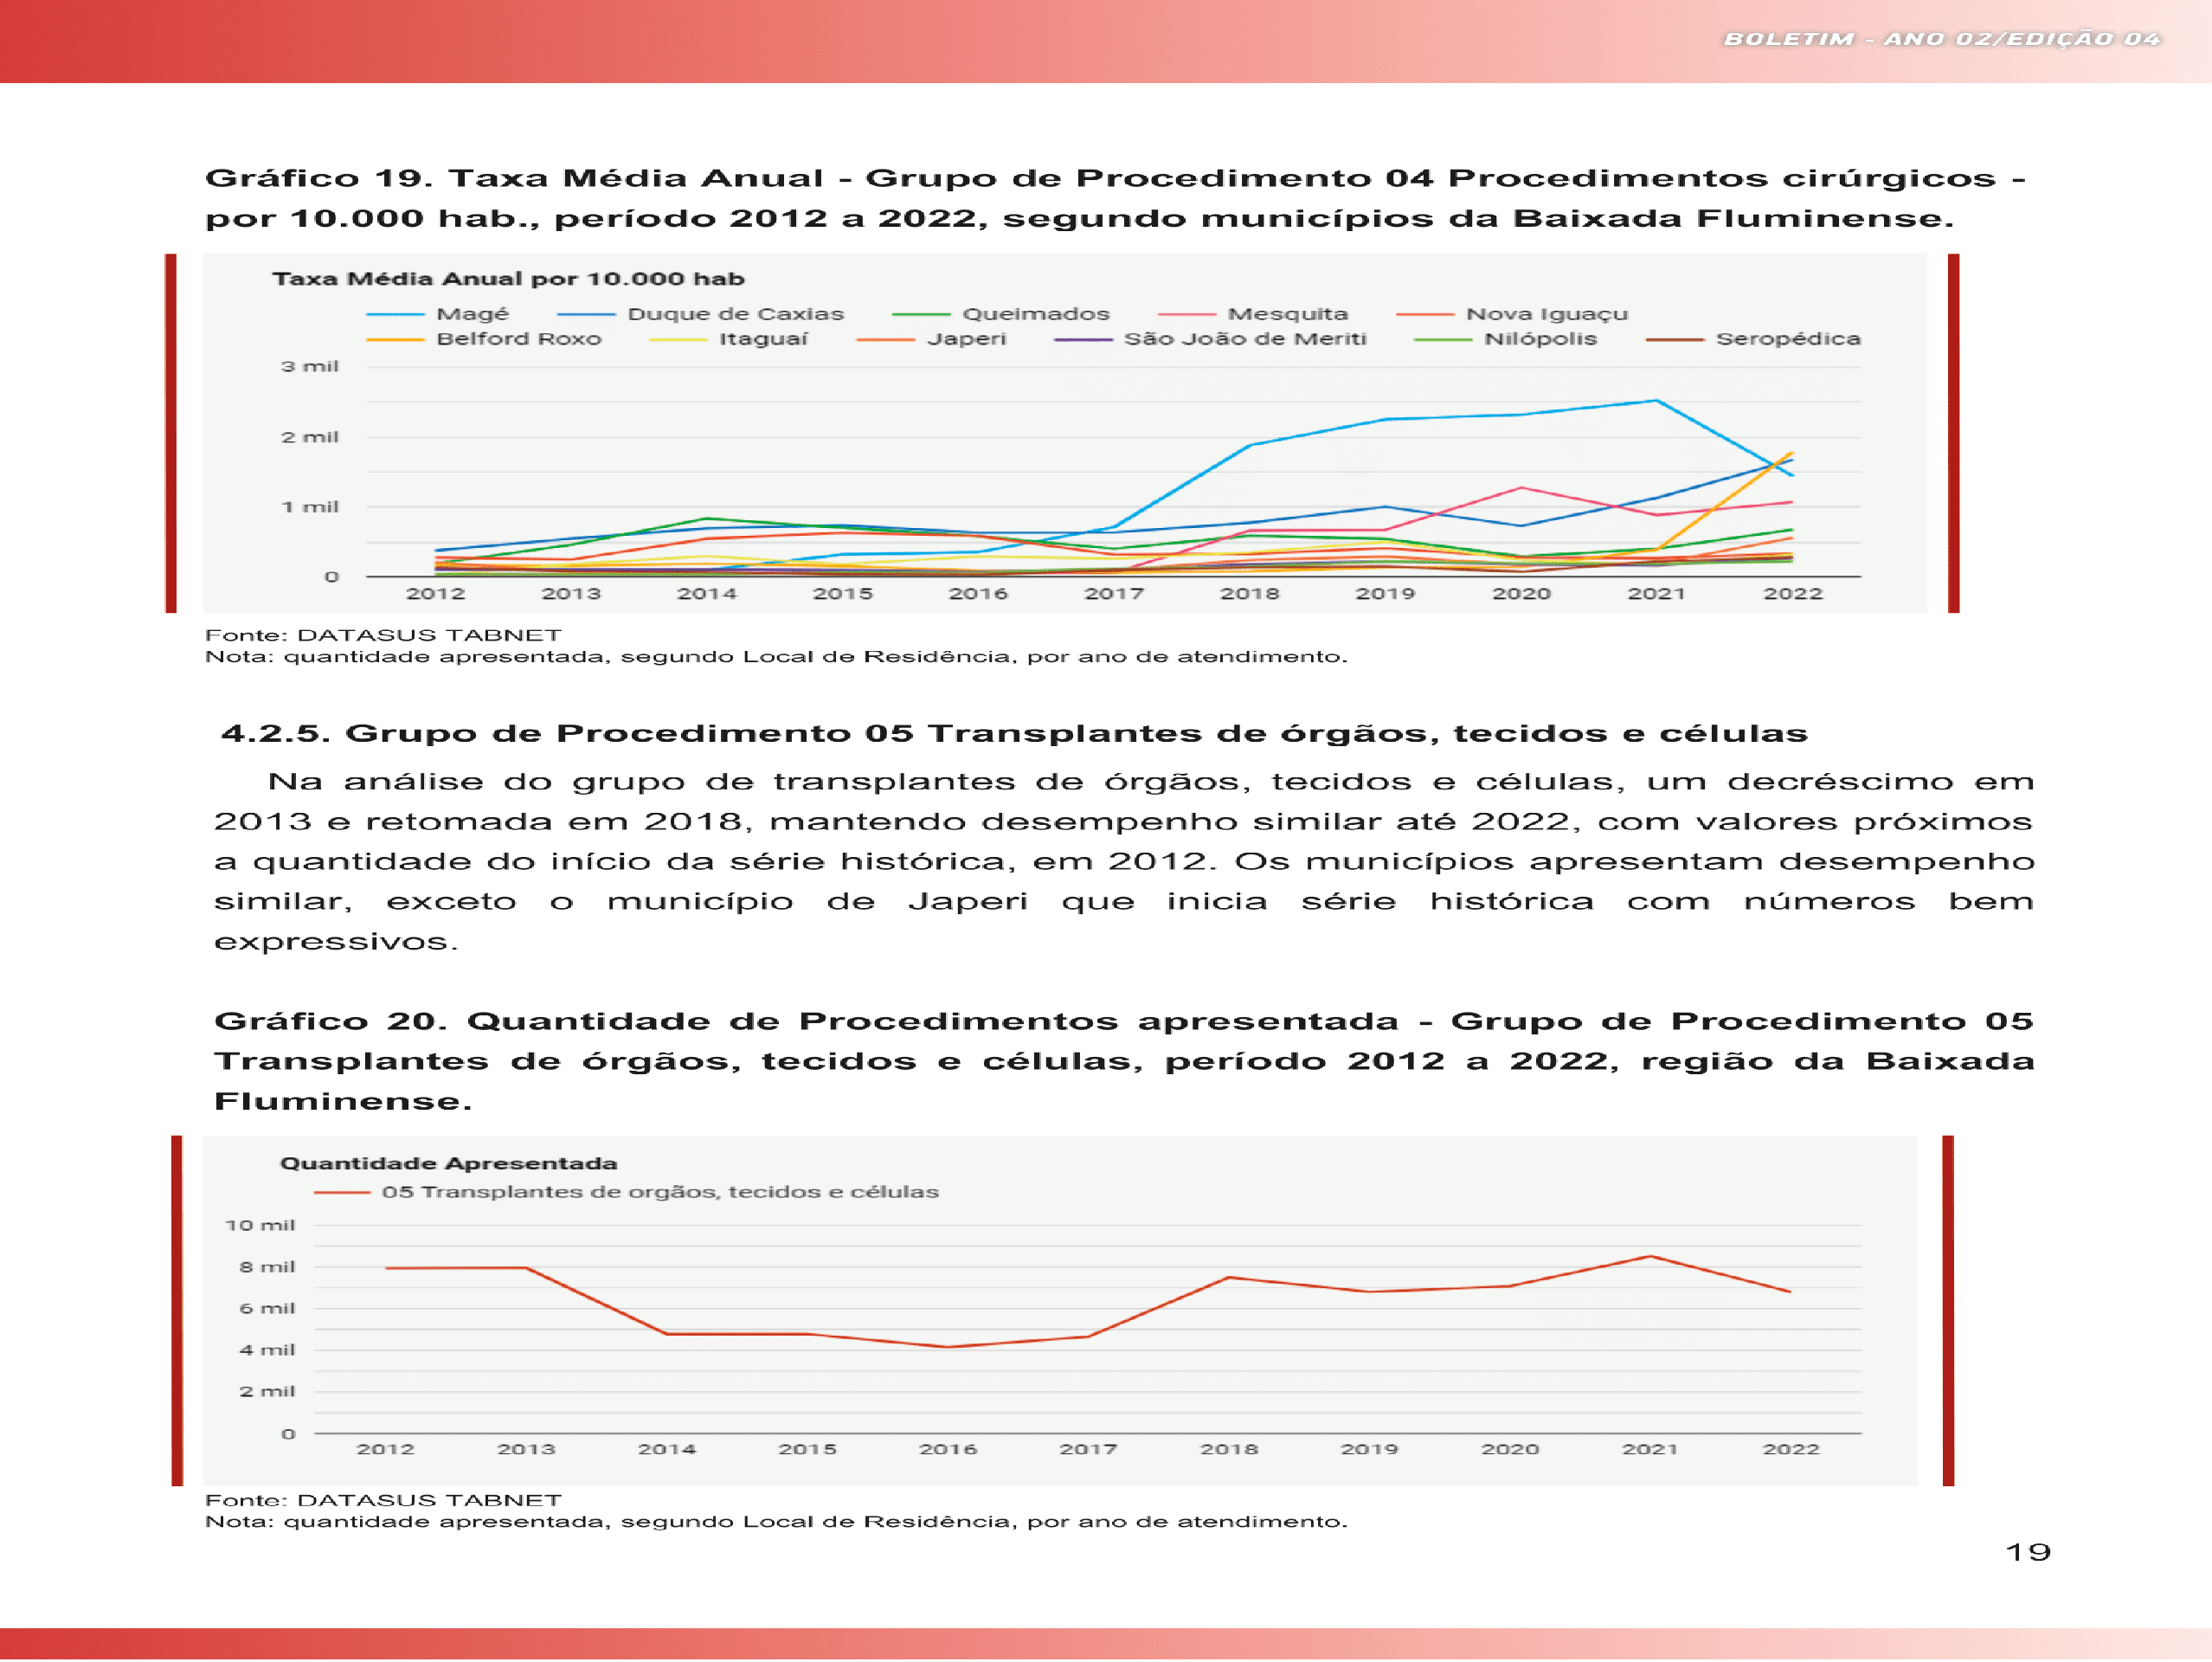 BOLETIM - ANO 02/EDIÇÃO 04
Gráfico 19. Taxa Média Anual - Grupo de Procedimento 04 Procedimentos cirúrgicos -
por 10.000 hab., período 2012 a 2022, segundo municípios da Baixada Fluminense.
Taxa Média Anual por 10.000 hab
Magé Duque de Caxias Queimados Mesquita Nova Iguaçu
Belford Roxo Itaguaí Japeri São João de Meriti Nilópolis Seropédica
3 mil
2 mil
1 mil
0
2012 2013 2014 2015 2016 2017 2018 2019 2020 2021 2022
Fonte: DATASUS TABNET
Nota: quantidade apresentada, segundo Local de Residência, por ano de atendimento.
4.2.5. Grupo de Procedimento 05 Transplantes de órgãos, tecidos e células
Na análise do grupo de transplantes de órgãos, tecidos e células, um decréscimo em
2013 e retomada em 2018, mantendo desempenho similar até 2022, com valores próximos
a quantidade do início da série histórica, em 2012. Os municípios apresentam desempenho
similar, exceto o município de Japeri que inicia série histórica com números bem
expressivos.
Gráfico 20. Quantidade de Procedimentos apresentada - Grupo de Procedimento 05
Transplantes de órgãos, tecidos e células, período 2012 a 2022, região da Baixada
Fluminense.
Quantidade Apresentada
05 Transplantes de orgãos, tecidos e células
10 mil
8 mil
6 mil
4 mil
2 mil
0
2012 2013 2014 2015 2016 2017 2018 2019 2020 2021 2022
Fonte: DATASUS TABNET
Nota: quantidade apresentada, segundo Local de Residência, por ano de atendimento.
19